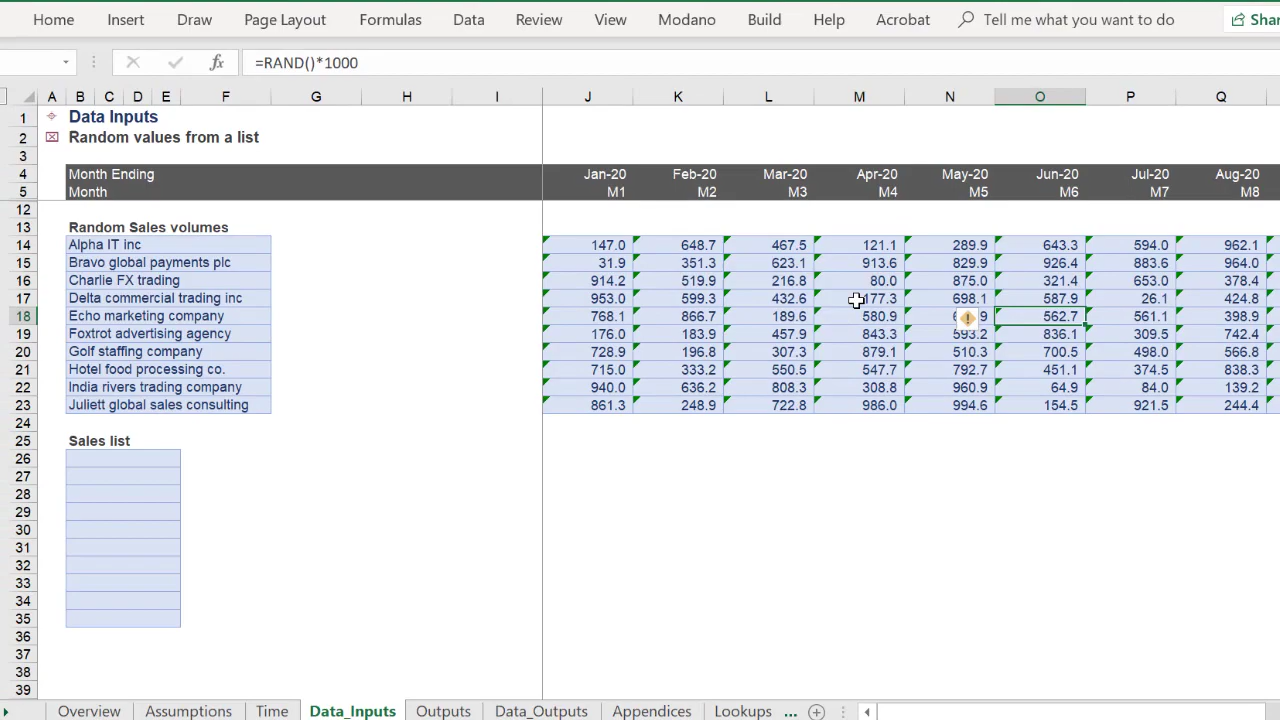 Home Insert Draw Page Layout Formulas Data Review View Modano Build Help Acrobat Tell me what you want to do
fx =RAND()*1000
A B C D E F G H I J K L M N O P Q
1 Data Inputs
2 Random values from a list
3
4 Month Ending Jan-20 Feb-20 Mar-20 Apr-20 May-20 Jun-20 Jul-20 Aug-20
5 Month M1 M2 M3 M4 M5 M6 M7 M8
12
13 Random Sales volumes
14 Alpha IT inc 147.0 648.7 467.5 121.1 289.9 643.3 594.0 962.1
15 Bravo global payments plc 31.9 351.3 623.1 913.6 829.9 926.4 883.6 964.0
16 Charlie FX trading 914.2 519.9 216.8 80.0 875.0 321.4 653.0 378.4
17 Delta commercial trading inc 953.0 599.3 432.6 177.3 698.1 587.9 26.1 424.8
18 Echo marketing company 768.1 866.7 189.6 580.9 562.7 561.1 398.9
19 Foxtrot advertising agency 176.0 183.9 457.9 843.3 593.2 836.1 309.5 742.4
20 Golf staffing company 728.9 196.8 307.3 879.1 510.3 700.5 498.0 566.8
21 Hotel food processing co. 715.0 333.2 550.5 547.7 792.7 451.1 374.5 838.3
22 India rivers trading company 940.0 636.2 808.3 308.8 960.9 64.9 84.0 139.2
23 Juliett global sales consulting 861.3 248.9 722.8 986.0 994.6 154.5 921.5 244.4
24
25 Sales list
26
27
28
29
30
31
32
33
34
35
36
37
38
39
Overview Assumptions Time Data_Inputs Outputs Data_Outputs Appendices Lookups ...